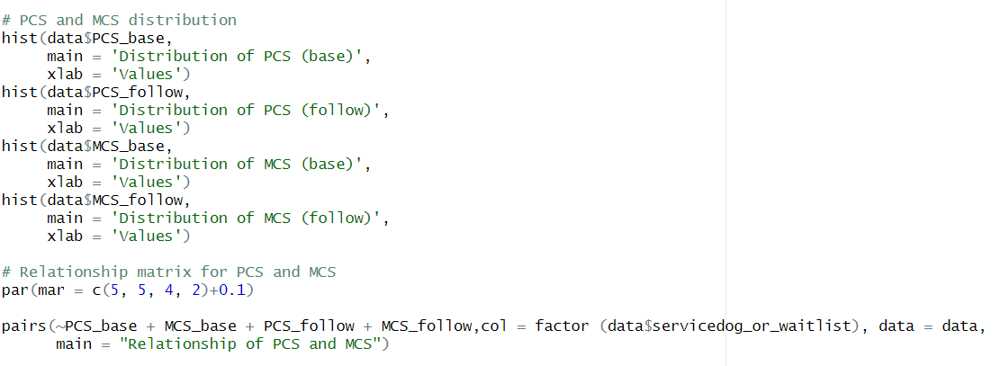 # PCS and MCS distribution
hist(data$PCS_base,
     main = 'Distribution of PCS (base)',
     xlab = 'Values')
hist(data$PCS_follow,
     main = 'Distribution of PCS (follow)',
     xlab = 'Values')
hist(data$MCS_base,
     main = 'Distribution of MCS (base)',
     xlab = 'Values')
hist(data$MCS_follow,
     main = 'Distribution of MCS (follow)',
     xlab = 'Values')

# Relationship matrix for PCS and MCS
par(mar = c(5, 5, 4, 2)+0.1)

pairs(~PCS_base + MCS_base + PCS_follow + MCS_follow,col = factor (data$servicedog_or_waitlist), data = data,
      main = "Relationship of PCS and MCS")